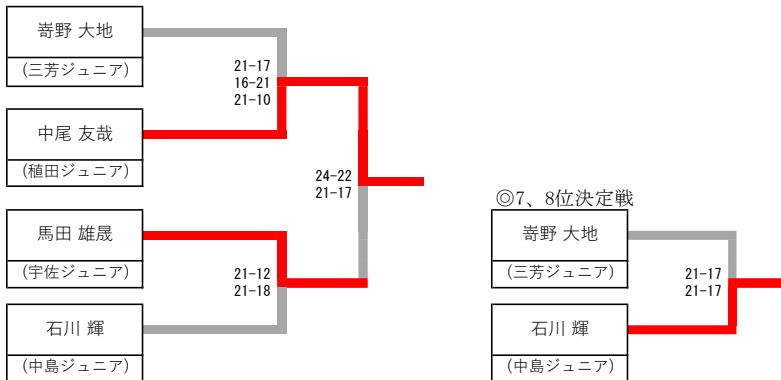 嵜野 大地
(三芳ジュニア)
21-17
16-21
21-10
中尾 友哉
(稙田ジュニア)
24-22
21-17
馬田 雄晟
(宇佐ジュニア)
21-12
21-18
石川 輝
(中島ジュニア)
◎7、8位決定戦
嵜野 大地
(三芳ジュニア)
21-17
21-17
石川 輝
(中島ジュニア)